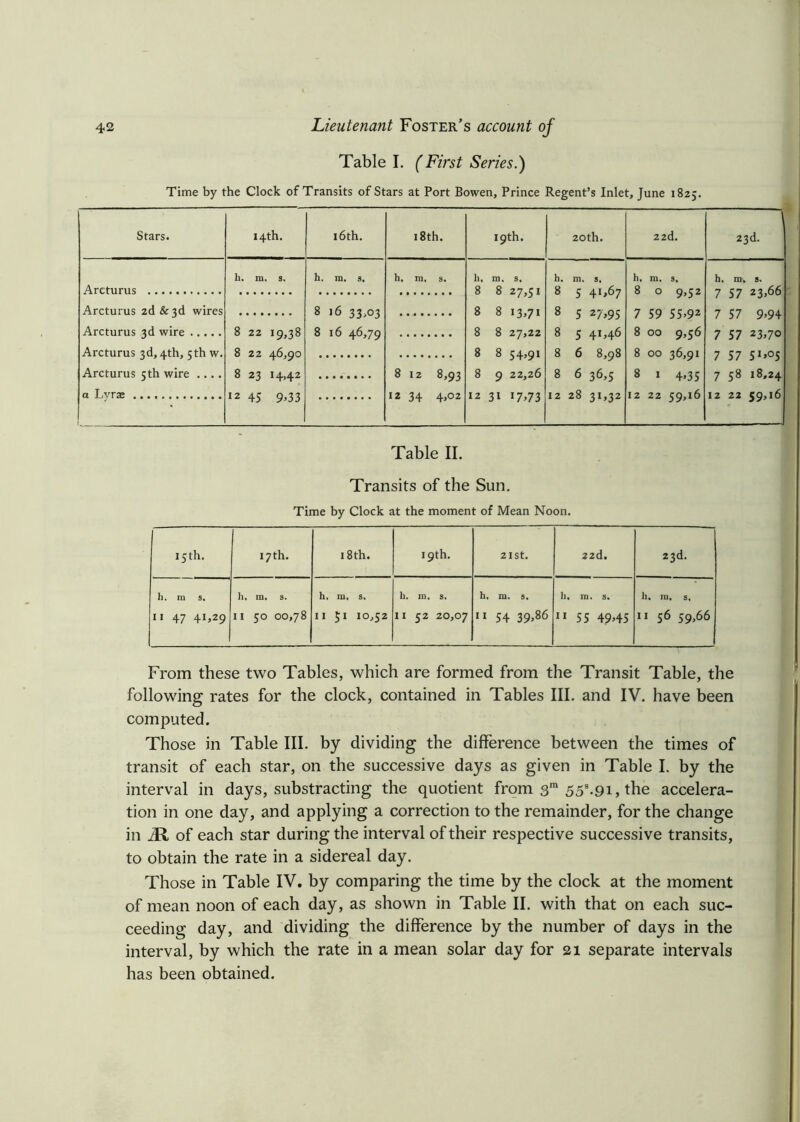 42 Lieutenant Foster's account of
Table I. (First Series.)
Time by the Clock of Transits of Stars at Port Bowen, Prince Regent's Inlet, June 1825.
Stars. 14th. 16th. 18th. 19th. 20th. 22d. 23d.
h. m. s. h. m. s. h. m. s. h. m. s. h. m. s. h. m. s. h. m. s.
Arcturus .......... ........ ........ ........ 8 8 27,51 8 5 41,67 8 0 9,52 7 57 23,66
Arcturus 2d & 3d wires ........ 8 16 33,03 ........ 8 8 13,71 8 5 27,95 7 59 55,92 7 57 9,94
Arcturus 3d wire ..... 8 22 19,38 8 16 46,79 ........ 8 8 27,22 8 5 41,46 8 00 9,56 7 57 23,70
Arcturus 3d, 4th, 5th w. 8 22 46,90 ........ ........ 8 8 54,91 8 6 8,98 8 00 36,91 7 57 51,05
Arcturus 5th wire .... 8 23 14,42 ........ 8 12 8,93 8 9 22,26 8 6 36,5 8 1 4,35 7 58 18,24
α Lyræ ............. 12 45 9,33 ........ 12 34 4,02 12 31 17,73 12 28 31,32 12 22 59,16 12 22 59,16
Table II.
Transits of the Sun.
Time by Clock at the moment of Mean Noon.
15th. 17th. 18th. 19th. 21st. 22d. 23d.
h. m s. h. m. s. h. m. s. h. m. s. h. m. s. h. m. s. h. m. s.
11 47 41,29 11 50 00,78 11 51 10,52 11 52 20,07 11 54 39,86 11 55 49,45 11 56 59,66
From these two Tables, which are formed from the Transit Table, the
following rates for the clock, contained in Tables III. and IV. have been
computed.
Those in Table III. by dividing the difference between the times of
transit of each star, on the successive days as given in Table I. by the
interval in days, substracting the quotient from 3m 55s.91, the accelera-
tion in one day, and applying a correction to the remainder, for the change
in ÆR of each star during the interval of their respective successive transits,
to obtain the rate in a sidereal day.
Those in Table IV. by comparing the time by the clock at the moment
of mean noon of each day, as shown in Table II. with that on each suc-
ceeding day, and dividing the difference by the number of days in the
interval, by which the rate in a mean solar day for 21 separate intervals
has been obtained.